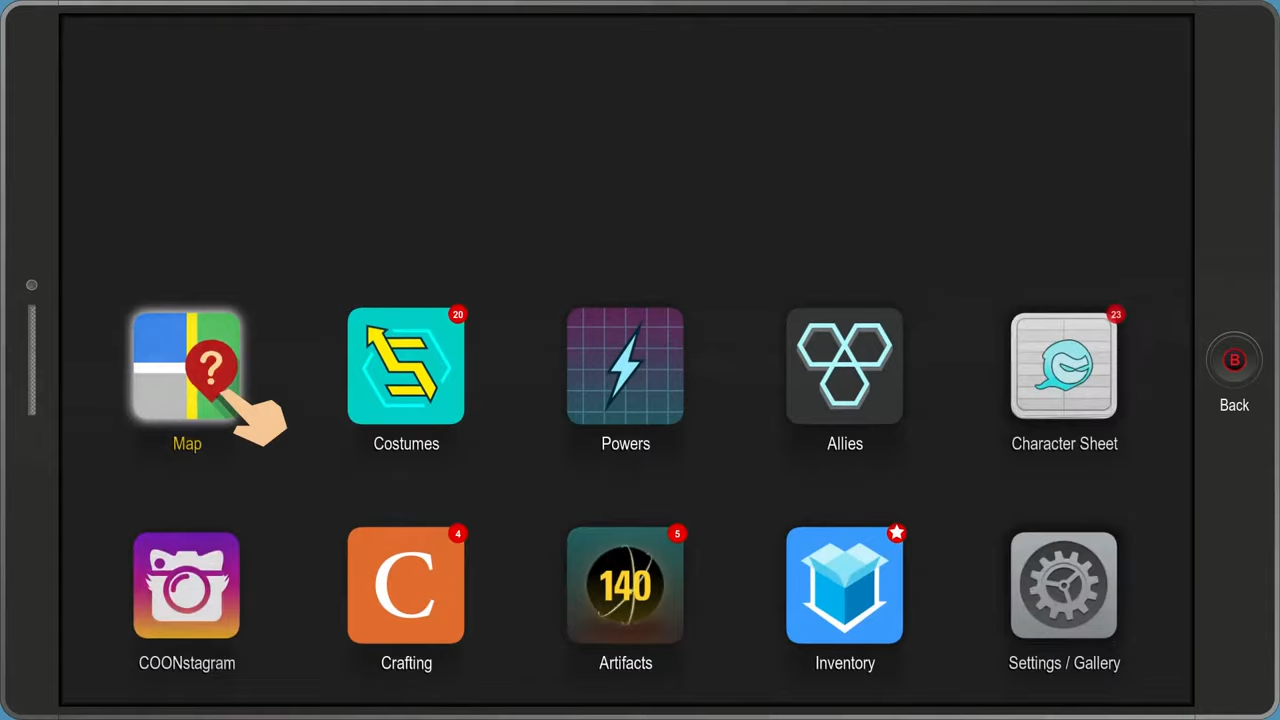 20
23
?
Map
Costumes
Powers
Allies
Character Sheet
B
Back
4
5
C
140
COONstagram
Crafting
Artifacts
Inventory
Settings / Gallery